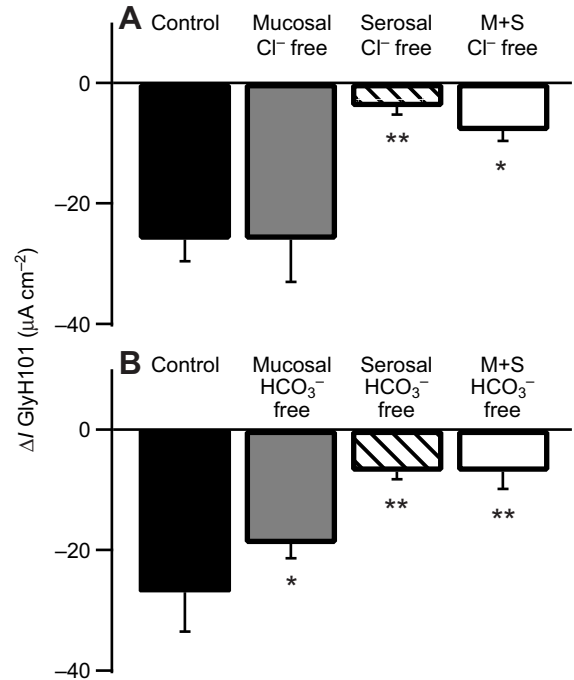 A
Control
Mucosal
Cl⁻ free
Serosal
Cl⁻ free
M+S
Cl⁻ free
0
–20
–40
**
*
ΔI GlyH101 (μA cm⁻²)
B
Control
Mucosal
HCO₃⁻
free
Serosal
HCO₃⁻
free
M+S
HCO₃⁻
free
0
–20
–40
*
**
**